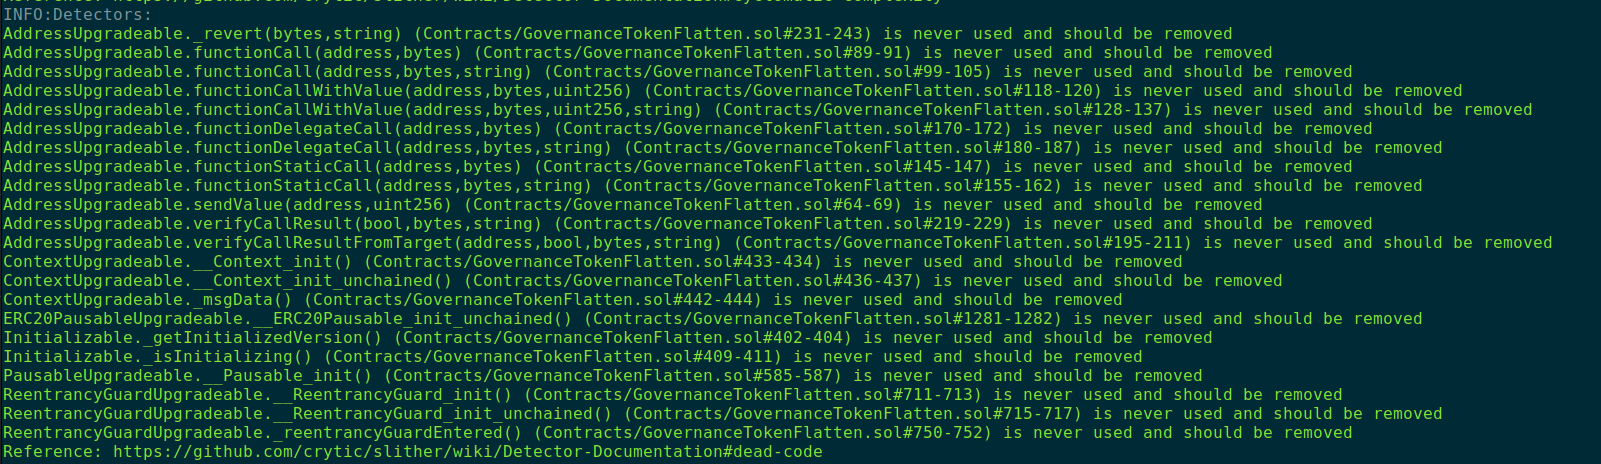 INFO:Detectors:
AddressUpgradeable._revert(bytes,string) (Contracts/GovernanceTokenFlatten.sol#231-243) is never used and should be removed
AddressUpgradeable.functionCall(address,bytes) (Contracts/GovernanceTokenFlatten.sol#89-91) is never used and should be removed
AddressUpgradeable.functionCall(address,bytes,string) (Contracts/GovernanceTokenFlatten.sol#99-105) is never used and should be removed
AddressUpgradeable.functionCallWithValue(address,bytes,uint256) (Contracts/GovernanceTokenFlatten.sol#118-120) is never used and should be removed
AddressUpgradeable.functionCallWithValue(address,bytes,uint256,string) (Contracts/GovernanceTokenFlatten.sol#128-137) is never used and should be removed
AddressUpgradeable.functionDelegateCall(address,bytes) (Contracts/GovernanceTokenFlatten.sol#170-172) is never used and should be removed
AddressUpgradeable.functionDelegateCall(address,bytes,string) (Contracts/GovernanceTokenFlatten.sol#180-187) is never used and should be removed
AddressUpgradeable.functionStaticCall(address,bytes) (Contracts/GovernanceTokenFlatten.sol#145-147) is never used and should be removed
AddressUpgradeable.functionStaticCall(address,bytes,string) (Contracts/GovernanceTokenFlatten.sol#155-162) is never used and should be removed
AddressUpgradeable.sendValue(address,uint256) (Contracts/GovernanceTokenFlatten.sol#64-69) is never used and should be removed
AddressUpgradeable.verifyCallResult(bool,bytes,string) (Contracts/GovernanceTokenFlatten.sol#219-229) is never used and should be removed
AddressUpgradeable.verifyCallResultFromTarget(address,bool,bytes,string) (Contracts/GovernanceTokenFlatten.sol#195-211) is never used and should be removed
ContextUpgradeable.__Context_init() (Contracts/GovernanceTokenFlatten.sol#433-434) is never used and should be removed
ContextUpgradeable.__Context_init_unchained() (Contracts/GovernanceTokenFlatten.sol#436-437) is never used and should be removed
ContextUpgradeable._msgData() (Contracts/GovernanceTokenFlatten.sol#442-444) is never used and should be removed
ERC20PausableUpgradeable.__ERC20Pausable_init_unchained() (Contracts/GovernanceTokenFlatten.sol#1281-1282) is never used and should be removed
Initializable._getInitializedVersion() (Contracts/GovernanceTokenFlatten.sol#402-404) is never used and should be removed
Initializable._isInitializing() (Contracts/GovernanceTokenFlatten.sol#409-411) is never used and should be removed
PausableUpgradeable.__Pausable_init() (Contracts/GovernanceTokenFlatten.sol#585-587) is never used and should be removed
ReentrancyGuardUpgradeable.__ReentrancyGuard_init() (Contracts/GovernanceTokenFlatten.sol#711-713) is never used and should be removed
ReentrancyGuardUpgradeable.__ReentrancyGuard_init_unchained() (Contracts/GovernanceTokenFlatten.sol#715-717) is never used and should be removed
ReentrancyGuardUpgradeable._reentrancyGuardEntered() (Contracts/GovernanceTokenFlatten.sol#750-752) is never used and should be removed
Reference: https://github.com/crytic/slither/wiki/Detector-Documentation#dead-code